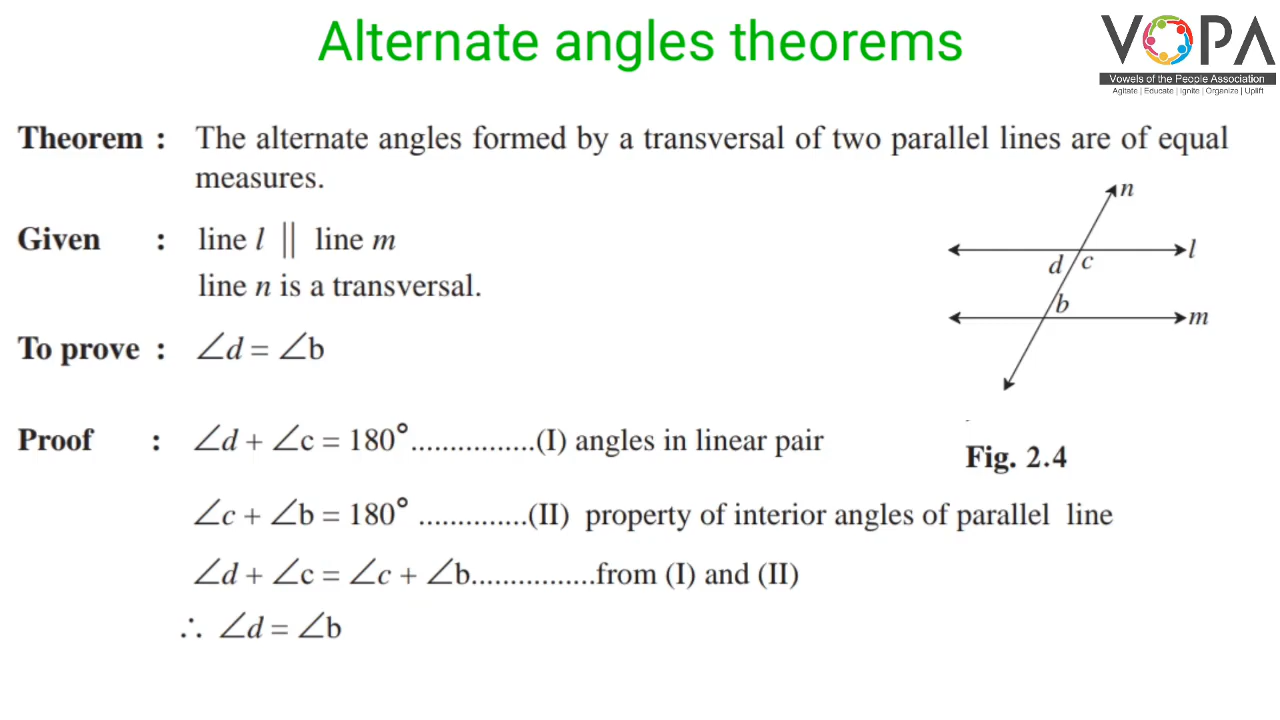 Alternate angles theorems
VOPA
Vowels of the People Association
Agitate | Educate | Ignite | Organize | Uplift
Theorem : The alternate angles formed by a transversal of two parallel lines are of equal
measures.
Given : line l || line m
line n is a transversal.
To prove : ∠d = ∠b
n
l
d c
b
m
Fig. 2.4
Proof : ∠d + ∠c = 180°................(I) angles in linear pair
∠c + ∠b = 180° ..............(II) property of interior angles of parallel line
∠d + ∠c = ∠c + ∠b................from (I) and (II)
∴ ∠d = ∠b